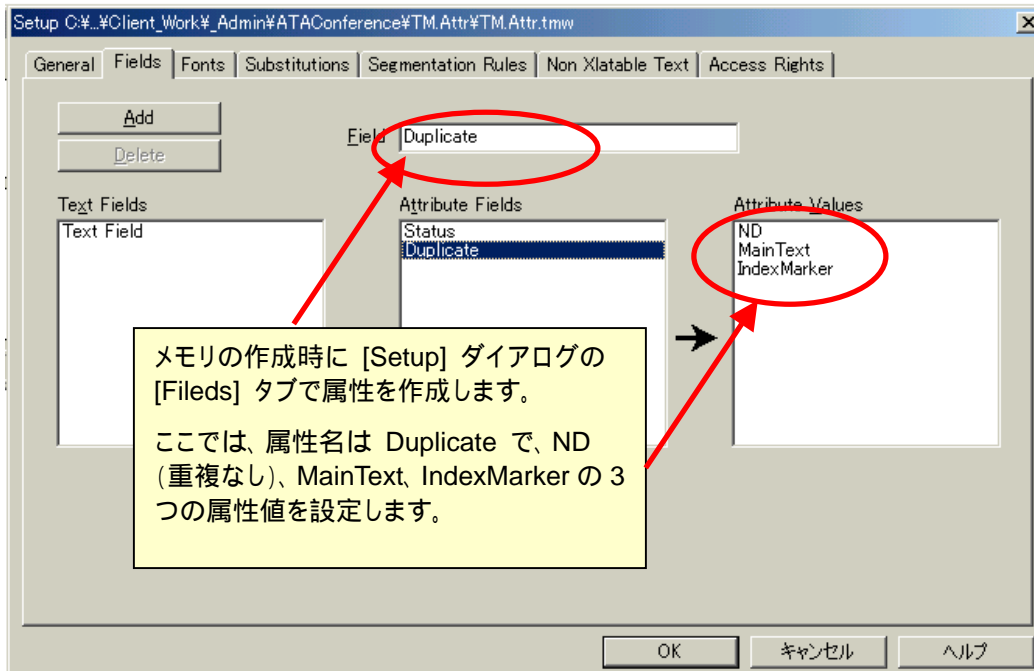 Setup C:¥...¥Client_Work¥_Admin¥ATAConference¥TM.Attr¥TM.Attr.tmw
General Fields Fonts Substitutions Segmentation Rules Non Xlatable Text Access Rights
Add
Delete
Field Duplicate
Text Fields
Text Field
Attribute Fields
Status
Duplicate
Attribute Values
ND
MainText
IndexMarker
メモリの作成時に [Setup] ダイアログの
[Fileds] タブで属性を作成します。
ここでは、属性名は Duplicate で、ND
(重複なし)、MainText、IndexMarker の 3
つの属性値を設定します。
OK キャンセル ヘルプ